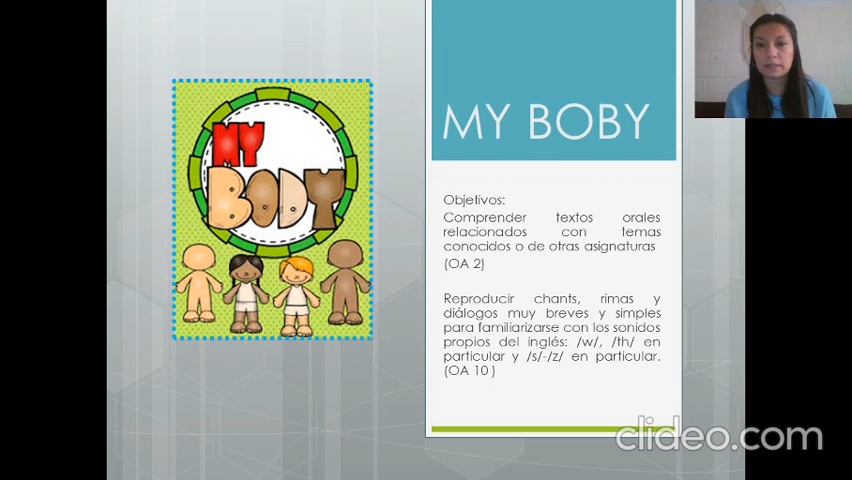 MY
BODY
MY BOBY
Objetivos:
Comprender textos orales
relacionados con temas
conocidos o de otras asignaturas
(OA 2)
Reproducir chants, rimas y
diálogos muy breves y simples
para familiarizarse con los sonidos
propios del inglés: /w/, /th/ en
particular y /s/-/z/ en particular.
(OA 10 )
clideo.com